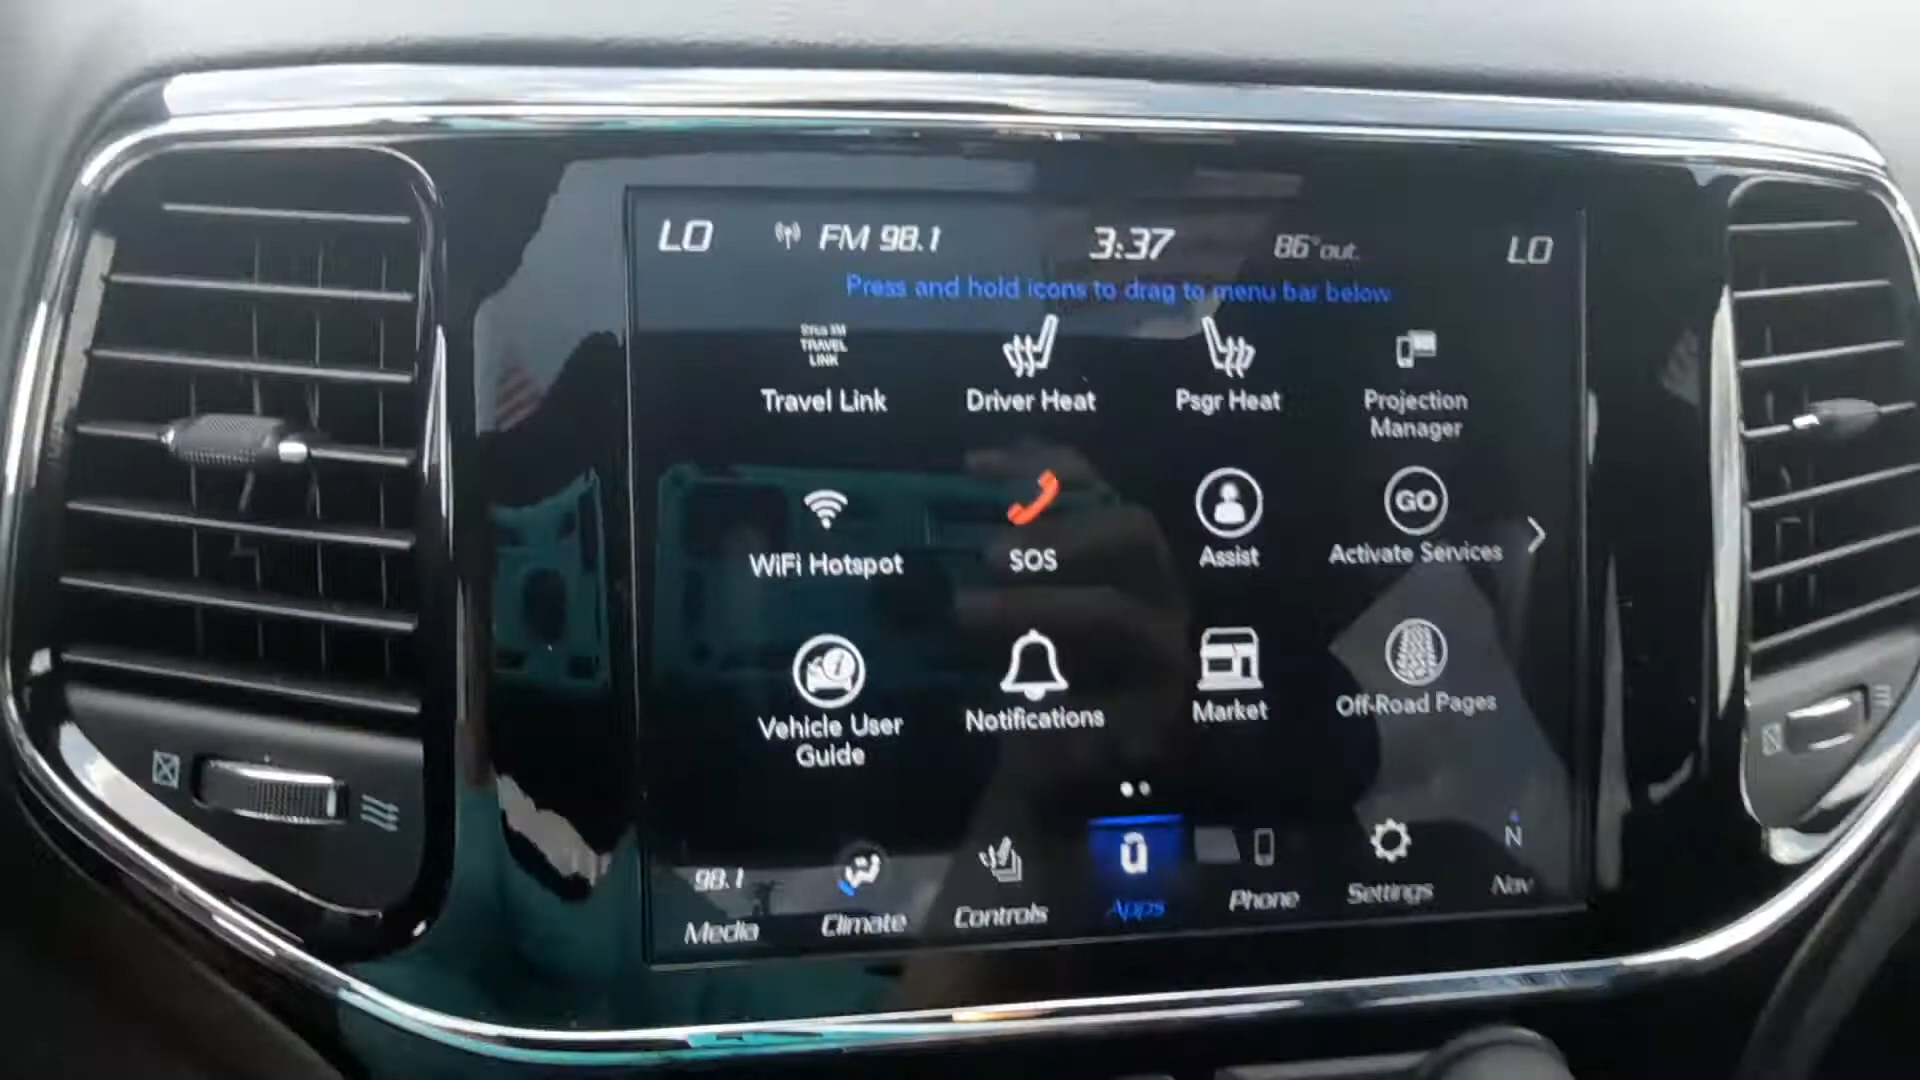 LO FM 98.1 3:37 86°out. LO
Press and hold icons to drag to menu bar below
TRAVEL
LINK
Travel Link Driver Heat Psgr Heat Projection
Manager
GO
WiFi Hotspot SOS Assist Activate Services
Vehicle User
Guide
Notifications Market Off-Road Pages
98.1 N
Media Climate Controls Apps Phone Settings Nav